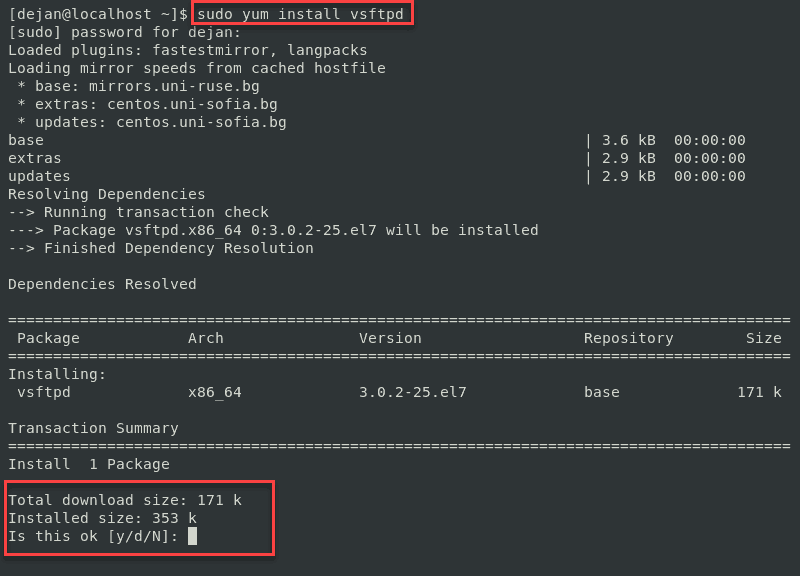 [dejan@localhost ~]$ sudo yum install vsftpd
[sudo] password for dejan:
Loaded plugins: fastestmirror, langpacks
Loading mirror speeds from cached hostfile
 * base: mirrors.uni-ruse.bg
 * extras: centos.uni-sofia.bg
 * updates: centos.uni-sofia.bg
base                                                            | 3.6 kB  00:00:00
extras                                                          | 2.9 kB  00:00:00
updates                                                         | 2.9 kB  00:00:00
Resolving Dependencies
--> Running transaction check
---> Package vsftpd.x86_64 0:3.0.2-25.el7 will be installed
--> Finished Dependency Resolution

Dependencies Resolved

=======================================================================================
 Package            Arch               Version                  Repository        Size
=======================================================================================
Installing:
 vsftpd             x86_64             3.0.2-25.el7             base             171 k

Transaction Summary
=======================================================================================
Install  1 Package

Total download size: 171 k
Installed size: 353 k
Is this ok [y/d/N]: